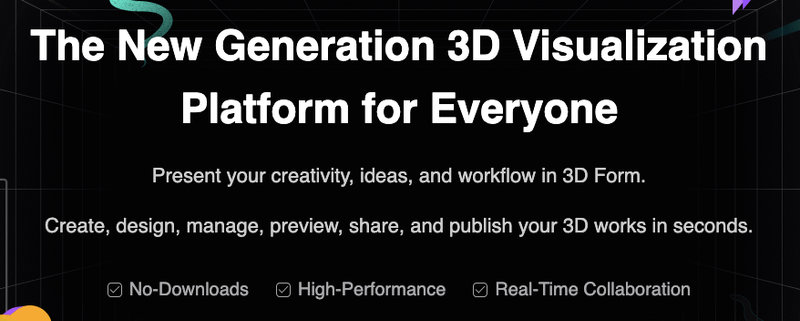 The New Generation 3D Visualization
Platform for Everyone
Present your creativity, ideas, and workflow in 3D Form.
Create, design, manage, preview, share, and publish your 3D works in seconds.
No-Downloads High-Performance Real-Time Collaboration